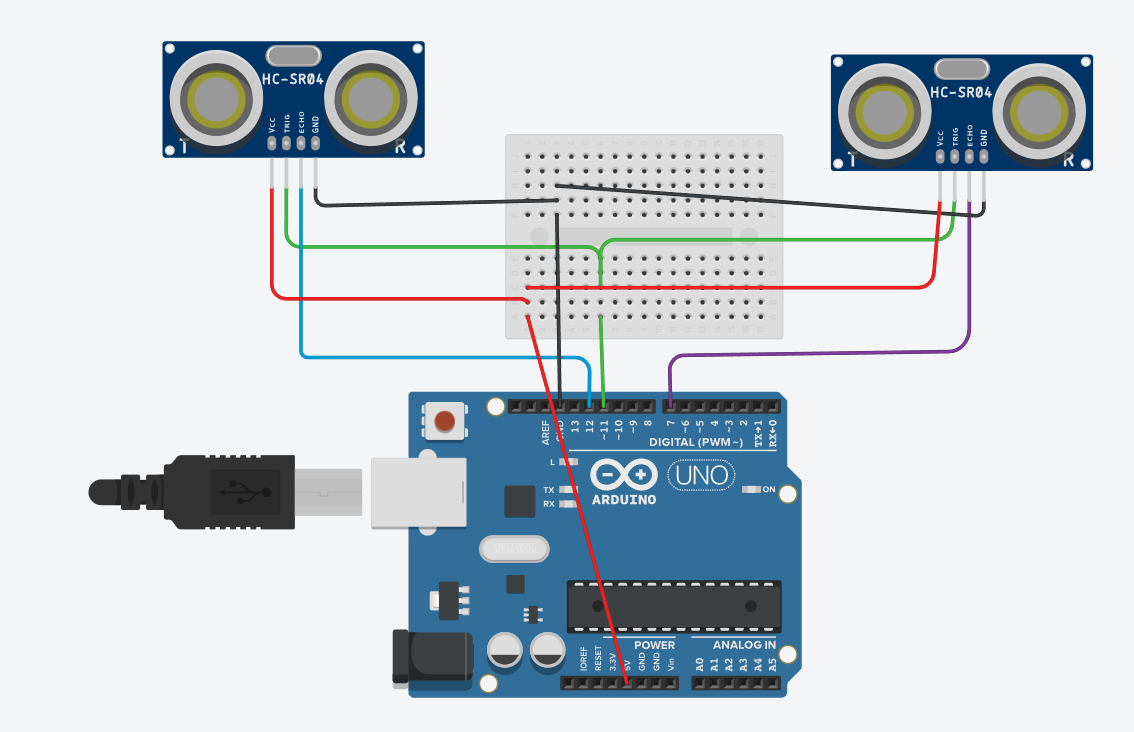 HC-SR04
VCC
TRIG
ECHO
GND
T
R
HC-SR04
VCC
TRIG
ECHO
GND
T
R
AREF
GND
13
12
~11
~10
~9
8
7
~6
~5
4
~3
2
TX→1
RX←0
DIGITAL (PWM~)
L
TX
RX
UNO
ON
ARDUINO
POWER
ANALOG IN
IOREF
RESET
3.3V
5V
GND
GND
Vin
A0
A1
A2
A3
A4
A5